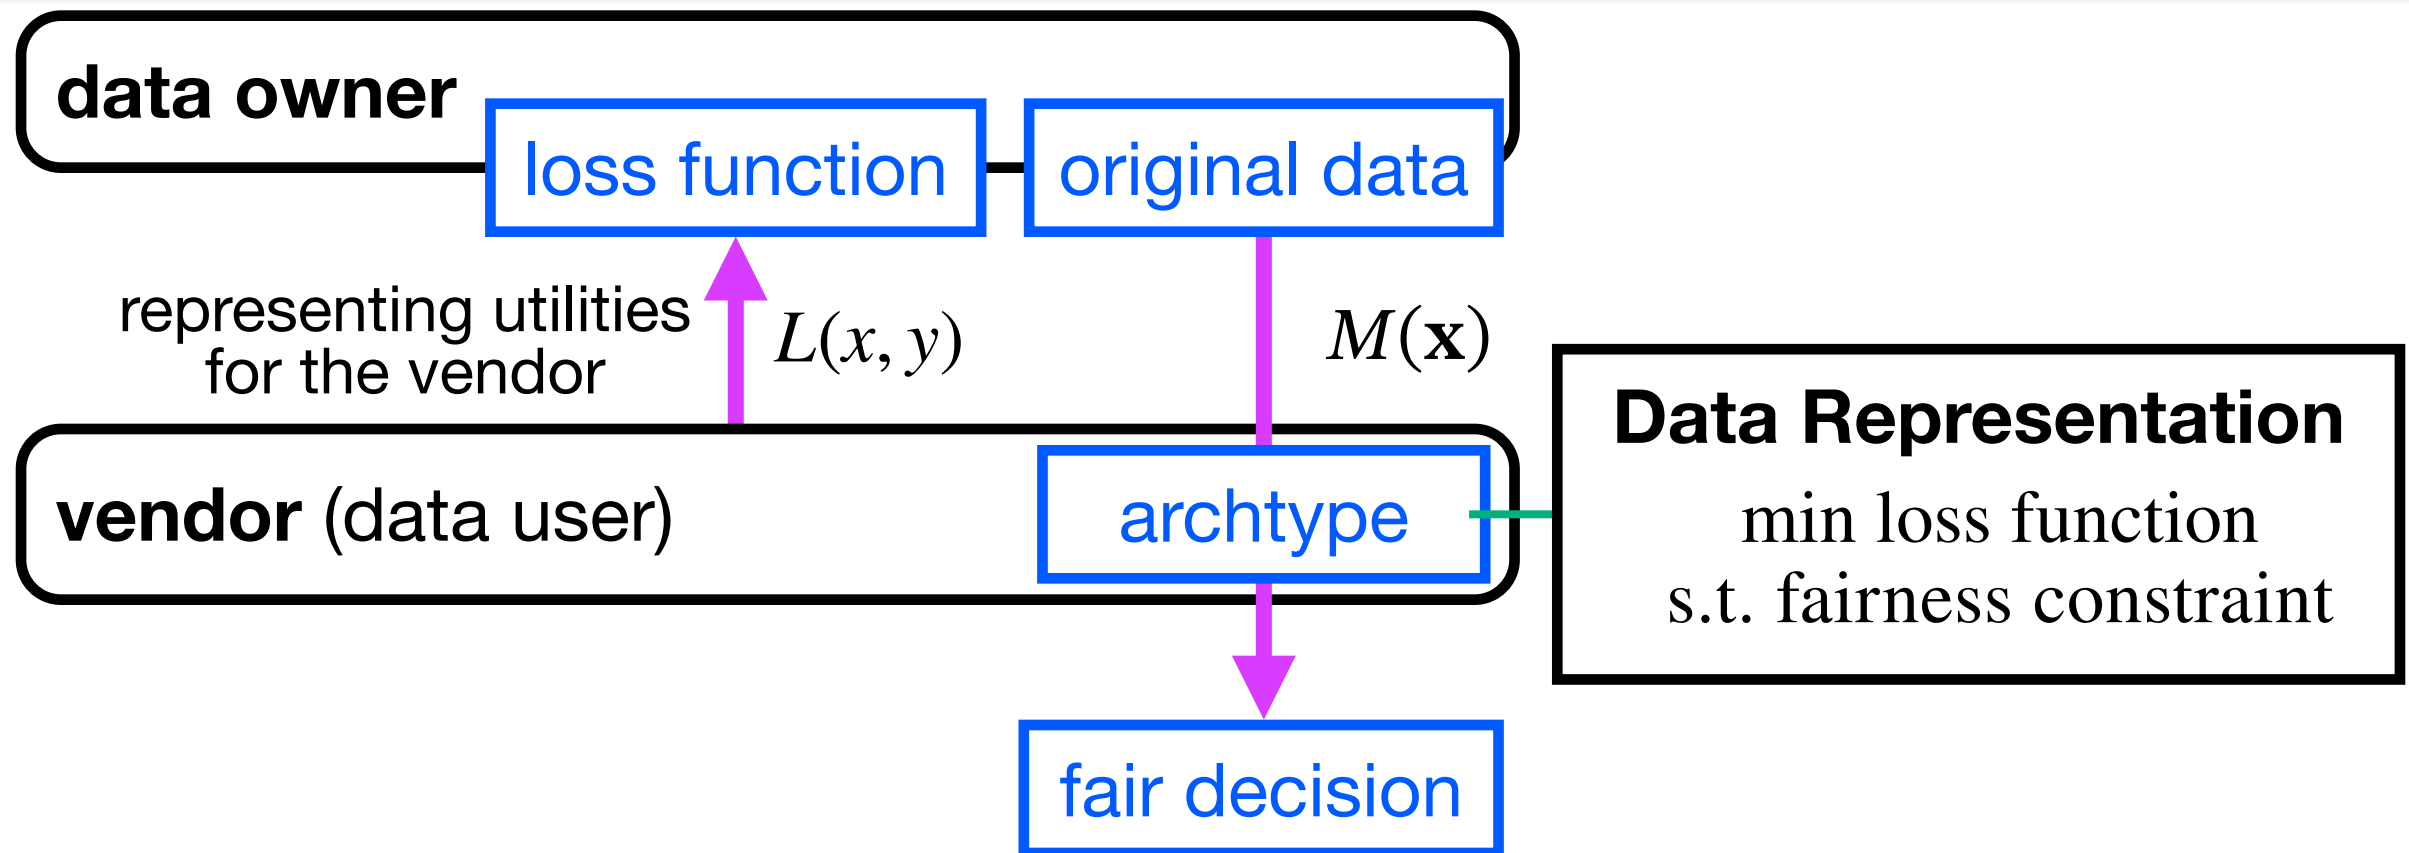 data owner
loss function
original data
representing utilities
for the vendor
L(x, y)
M(x)
vendor (data user)
archtype
Data Representation
min loss function
s.t. fairness constraint
fair decision